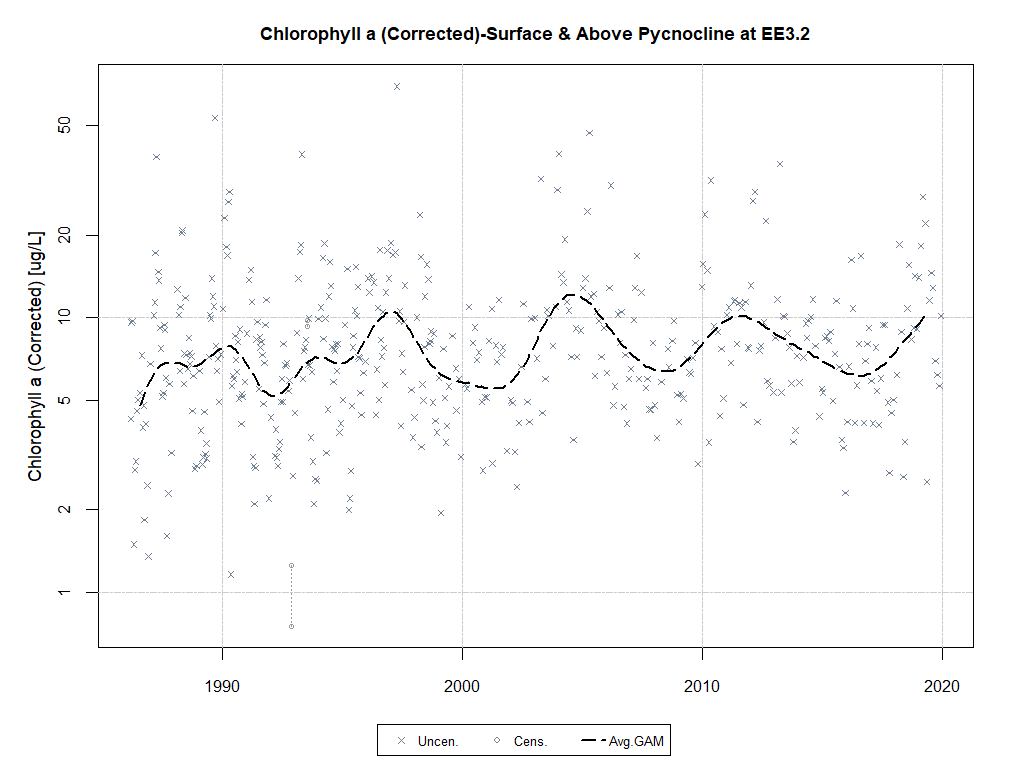 Chlorophyll a (Corrected)-Surface & Above Pycnocline at EE3.2
Chlorophyll a (Corrected) [ug/L]
50
20
10
5
2
1
1990 2000 2010 2020
Uncen. Cens. Avg.GAM